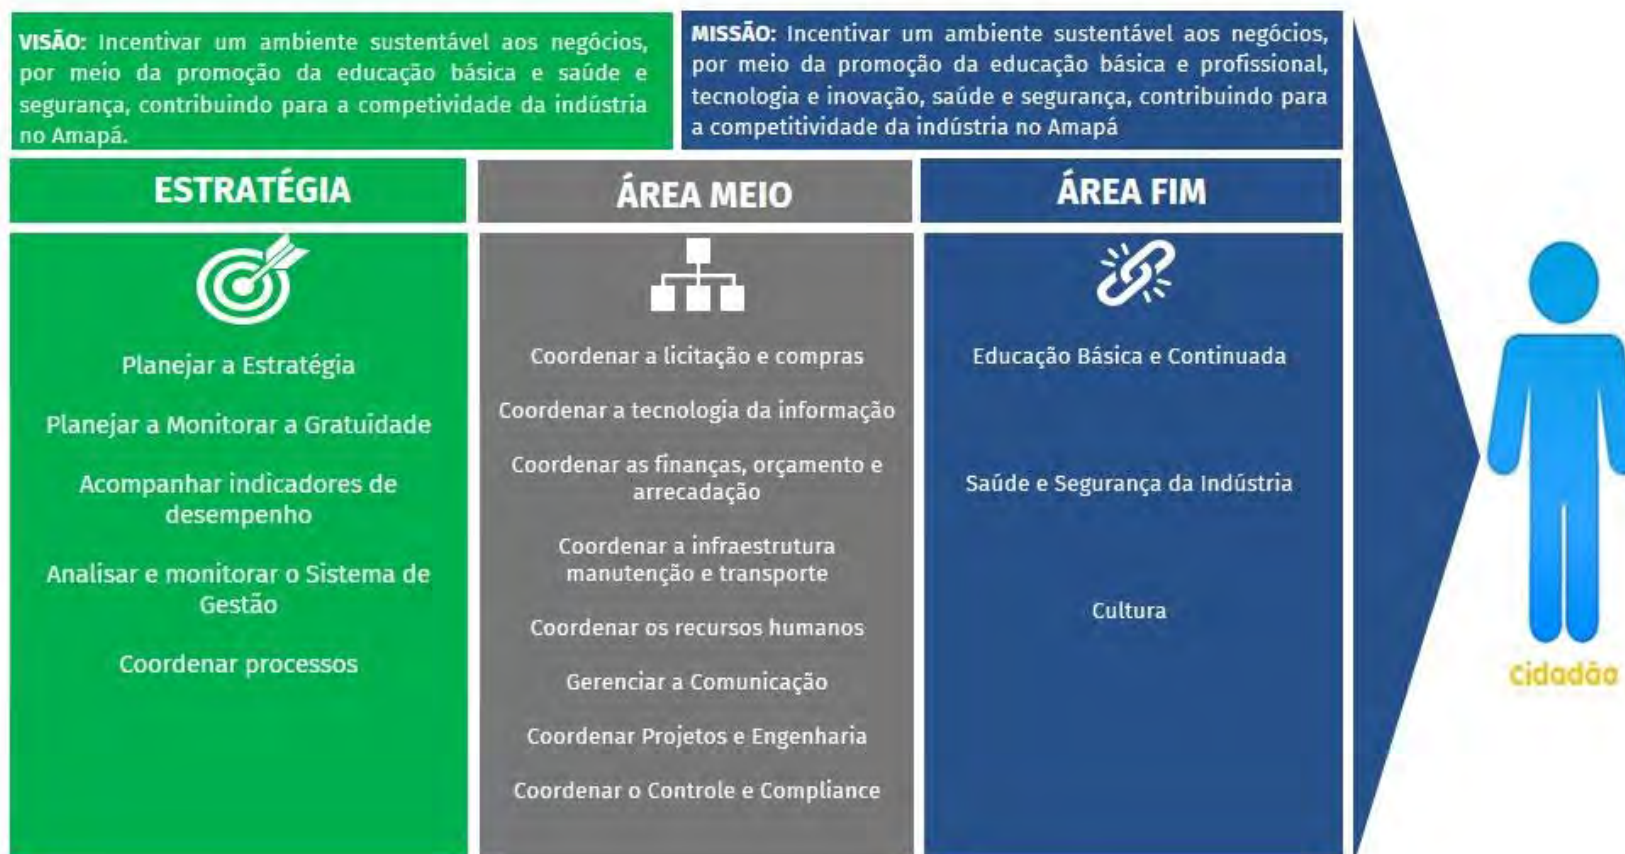 VISÃO: Incentivar um ambiente sustentável aos negócios,
por meio da promoção da educação básica e saúde e
segurança, contribuindo para a competividade da indústria
no Amapá.
MISSÃO: Incentivar um ambiente sustentável aos negócios,
por meio da promoção da educação básica e profissional,
tecnologia e inovação, saúde e segurança, contribuindo para
a competitividade da indústria no Amapá
ESTRATÉGIA
Planejar a Estratégia
Planejar a Monitorar a Gratuidade
Acompanhar indicadores de
desempenho
Analisar e monitorar o Sistema de
Gestão
Coordenar processos
ÁREA MEIO
Coordenar a licitação e compras
Coordenar a tecnologia da informação
Coordenar as finanças, orçamento e
arrecadação
Coordenar a infraestrutura
manutenção e transporte
Coordenar os recursos humanos
Gerenciar a Comunicação
Coordenar Projetos e Engenharia
Coordenar o Controle e Compliance
ÁREA FIM
Educação Básica e Continuada
Saúde e Segurança da Indústria
Cultura
cidadão